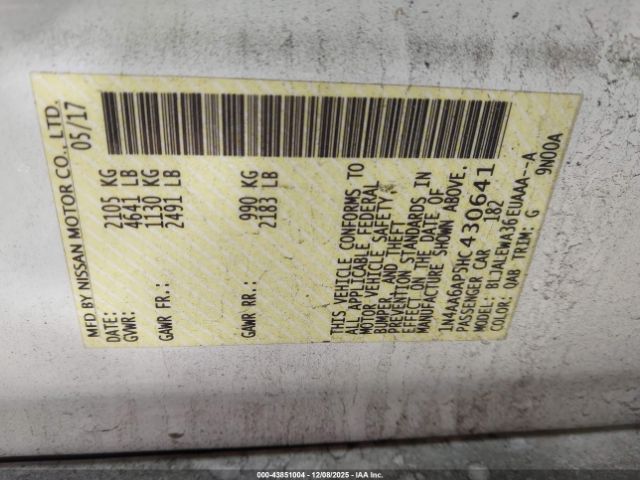 MFD BY NISSAN MOTOR CO., LTD.
DATE: 05/17
GVWR: 2105 KG
4641 LB
GAWR FR.: 1130 KG
2491 LB
GAWR RR.: 990 KG
2183 LB
THIS VEHICLE CONFORMS TO
ALL APPLICABLE FEDERAL
MOTOR VEHICLE SAFETY,
BUMPER, AND THEFT
PREVENTION STANDARDS IN
EFFECT ON THE DATE OF
MANUFACTURE SHOWN ABOVE.
1N4AA6AP5HC430641
PASSENGER CAR 182
MODEL: BLJALEWA36EUAAA--A
COLOR: QAB TRIM: G 9N00A
000-43851004 - 12/08/2025 - IAA Inc.